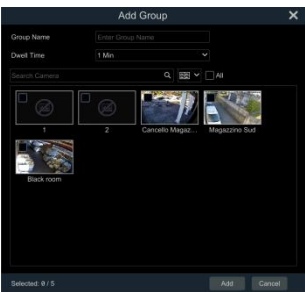 Add Group
Group Name Enter Group Name
Dwell Time 1 Min
Search Camera All
1 2 Cancello Magaz... Magazzine Sud
Black room
Selected: 0 / 5 Add Cancel